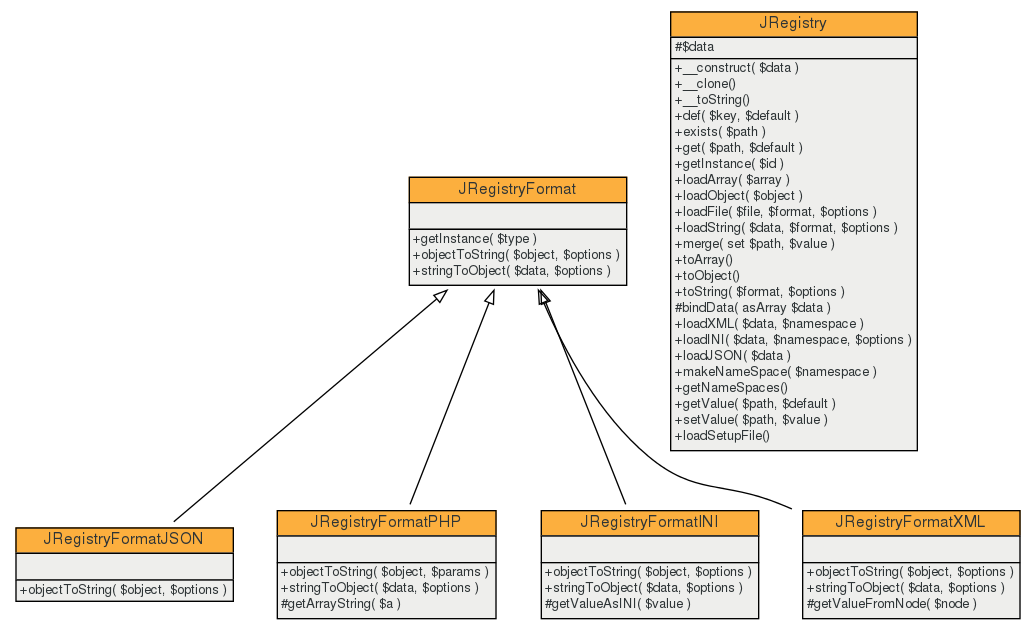 JRegistry
#$data
+__construct( $data )
+__clone()
+__toString()
+def( $key, $default )
+exists( $path )
+get( $path, $default )
+getInstance( $id )
+loadArray( $array )
+loadObject( $object )
+loadFile( $file, $format, $options )
+loadString( $data, $format, $options )
+merge( set $path, $value )
+toArray()
+toObject()
+toString( $format, $options )
#bindData( asArray $data )
+loadXML( $data, $namespace )
+loadINI( $data, $namespace, $options )
+loadJSON( $data )
+makeNameSpace( $namespace )
+getNameSpaces()
+getValue( $path, $default )
+setValue( $path, $value )
+loadSetupFile()
JRegistryFormat
+getInstance( $type )
+objectToString( $object, $options )
+stringToObject( $data, $options )
JRegistryFormatJSON
+objectToString( $object, $options )
JRegistryFormatPHP
+objectToString( $object, $params )
+stringToObject( $data, $options )
#getArrayString( $a )
JRegistryFormatINI
+objectToString( $object, $options )
+stringToObject( $data, $options )
#getValueAsINI( $value )
JRegistryFormatXML
+objectToString( $object, $options )
+stringToObject( $data, $options )
#getValueFromNode( $node )